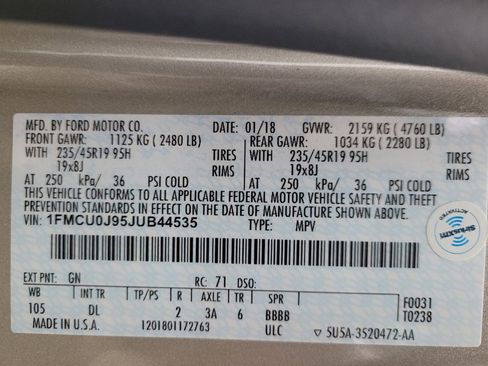 MFD. BY FORD MOTOR CO. DATE: 01/18 GVWR: 2159 KG ( 4760 LB)
FRONT GAWR: 1125 KG ( 2480 LB) REAR GAWR: 1034 KG ( 2280 LB)
WITH 235/45R19 95H TIRES WITH 235/45R19 95H TIRES
19x8J RIMS 19x8J RIMS
AT 250 kPa/ 36 PSI COLD AT 250 kPa/ 36 PSI COLD
THIS VEHICLE CONFORMS TO ALL APPLICABLE FEDERAL MOTOR VEHICLE SAFETY AND THEFT
PREVENTION STANDARDS IN EFFECT ON THE DATE OF MANUFACTURE SHOWN ABOVE.
VIN: 1FMCU0J95JUB44535 TYPE: MPV
SiriusXM
ACTIVATED
EXT PNT: GN RC: 71 DSO:
WB INT TR TP/PS R AXLE TR SPR F0031
105 DL 2 3A 6 BBBB T0238
MADE IN U.S.A. 1201801172763 ULC ▽ 5U5A-3520472-AA